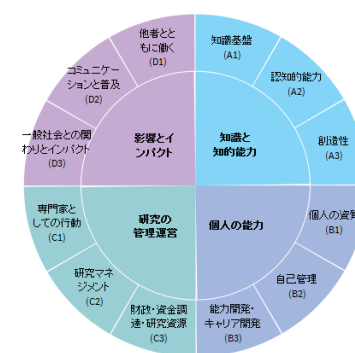 知識基盤
(A1)
認知的能力
(A2)
創造性
(A3)
個人の資質
(B1)
自己管理
(B2)
能力開発・
キャリア開発
(B3)
財政・資金調
達・研究資源
(C3)
研究マネ
ジメント
(C2)
専門家と
しての行動
(C1)
一般社会との関
わりとインパクト
(D3)
コミュニケー
ションと普及
(D2)
他者とと
もに働く
(D1)
影響とイ
ンパクト
知識と
知的能力
研究の
管理運営
個人の能力